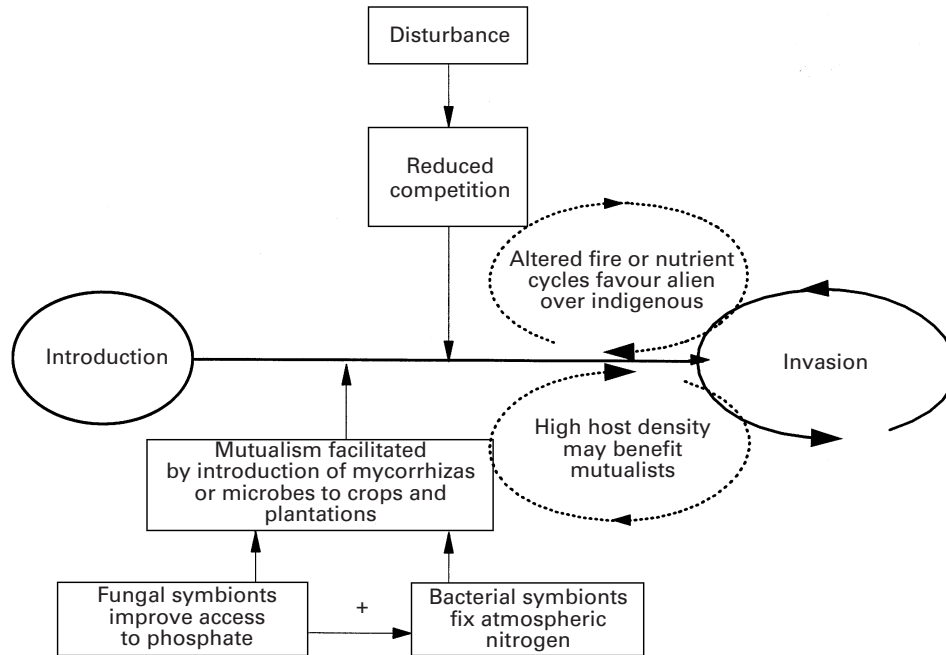 Disturbance
Reduced
competition
Altered fire or nutrient
cycles favour alien
over indigenous
Introduction
Invasion
High host density
may benefit
mutualists
Mutualism facilitated
by introduction of mycorrhizas
or microbes to crops and
plantations
Fungal symbionts
improve access
to phosphate
+
Bacterial symbionts
fix atmospheric
nitrogen